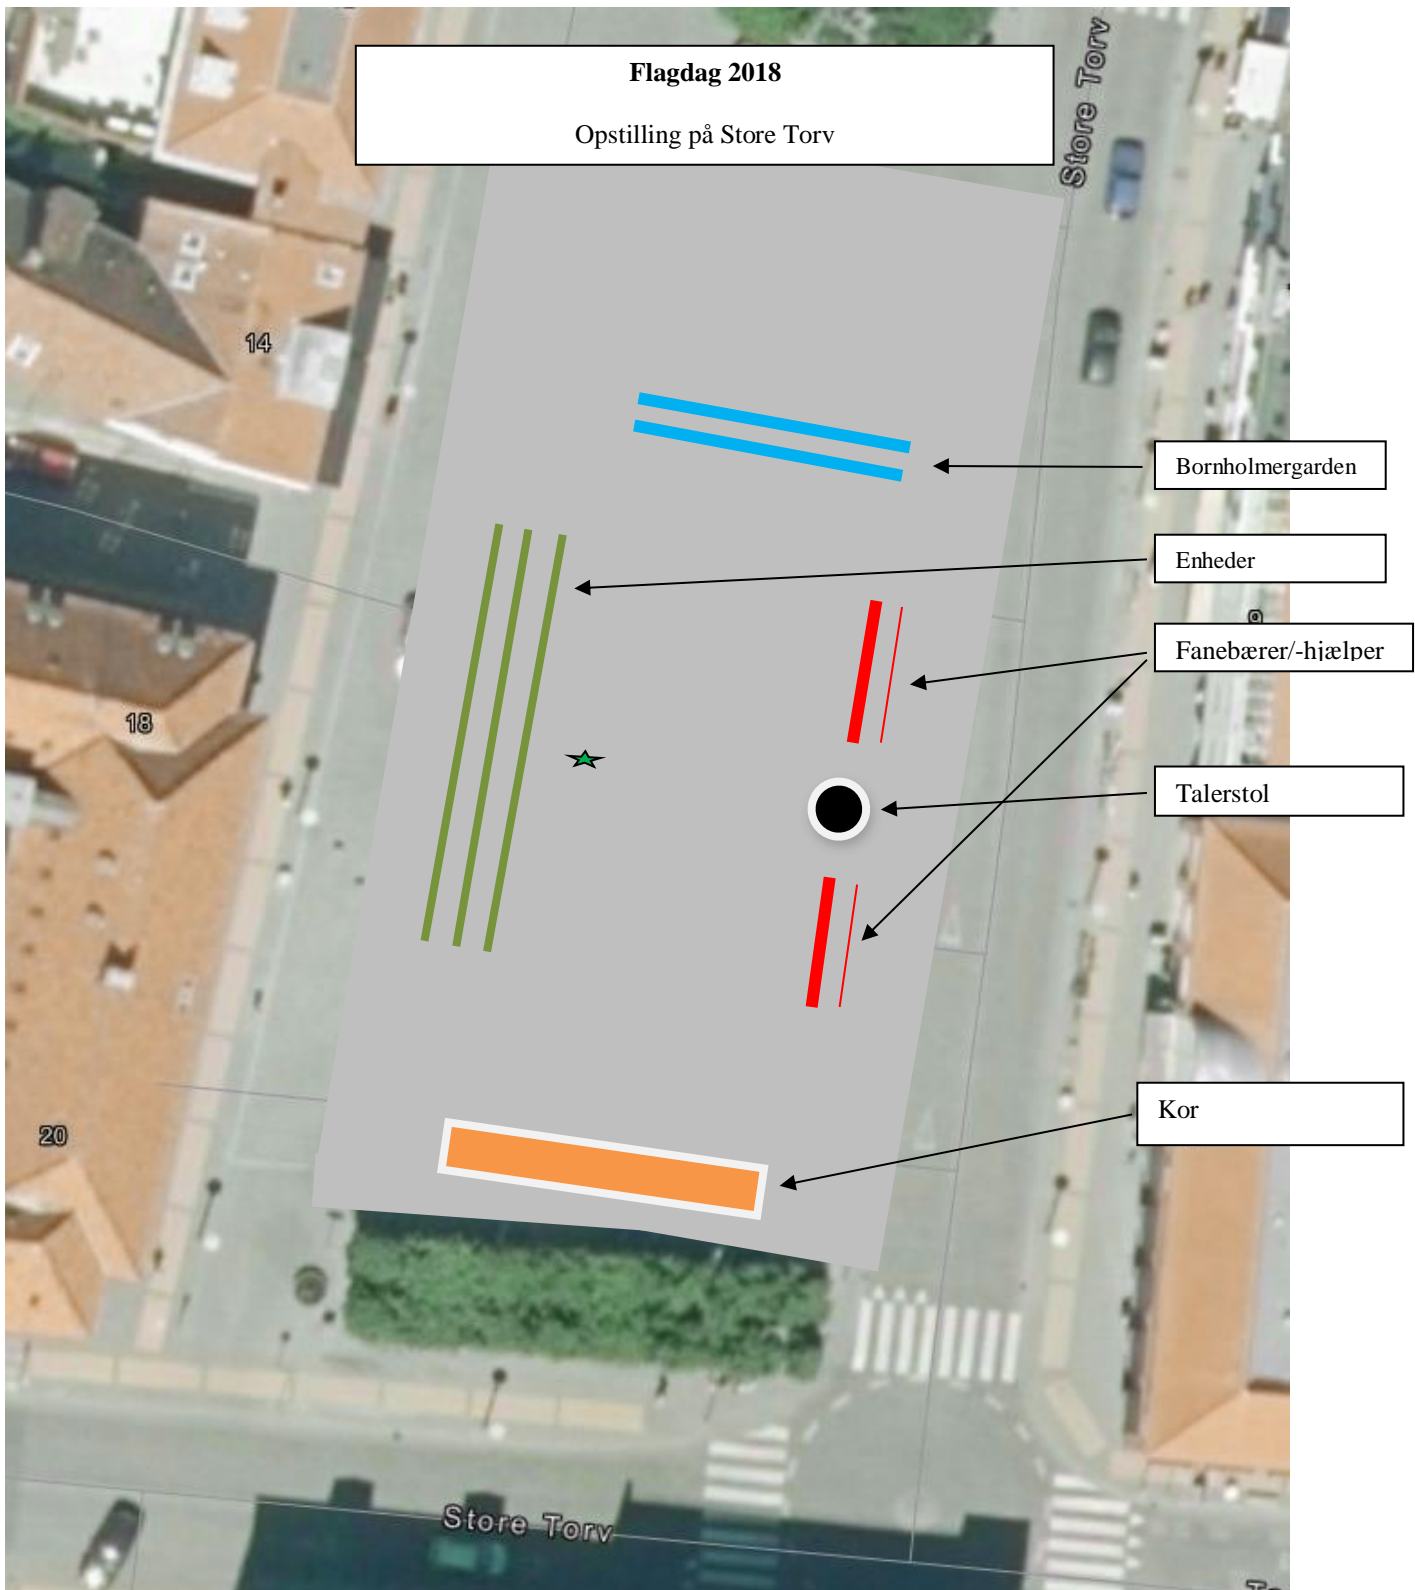 Flagdag 2018
Opstilling på Store Torv
Store Torv
14
Bornholmergarden
Enheder
9
Fanebærer/-hjælper
18
Talerstol
Kor
20
Store Torv